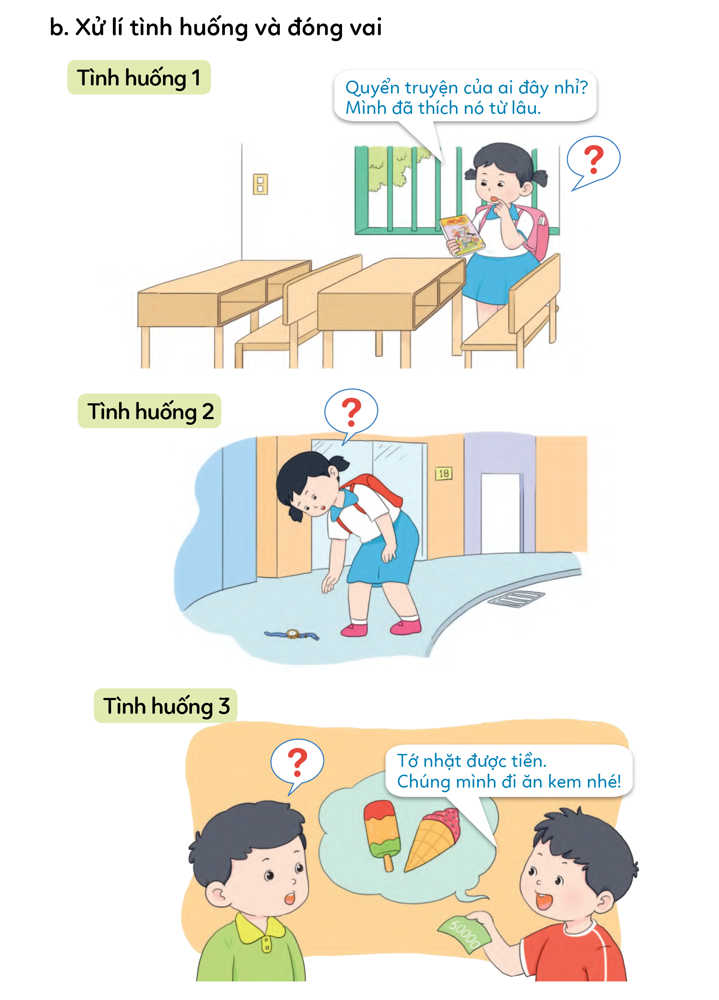 b. Xử lí tình huống và đóng vai
Tình huống 1
Quyển truyện của ai đây nhỉ?
Mình đã thích nó từ lâu.
?
Tình huống 2
?
18
Tình huống 3
?
Tớ nhặt được tiền.
Chúng mình đi ăn kem nhé!
50000